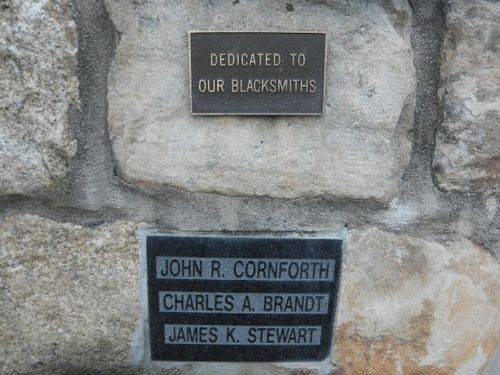 DEDICATED TO
OUR BLACKSMITHS
JOHN R. CORNFORTH
CHARLES A. BRANDT
JAMES K. STEWART